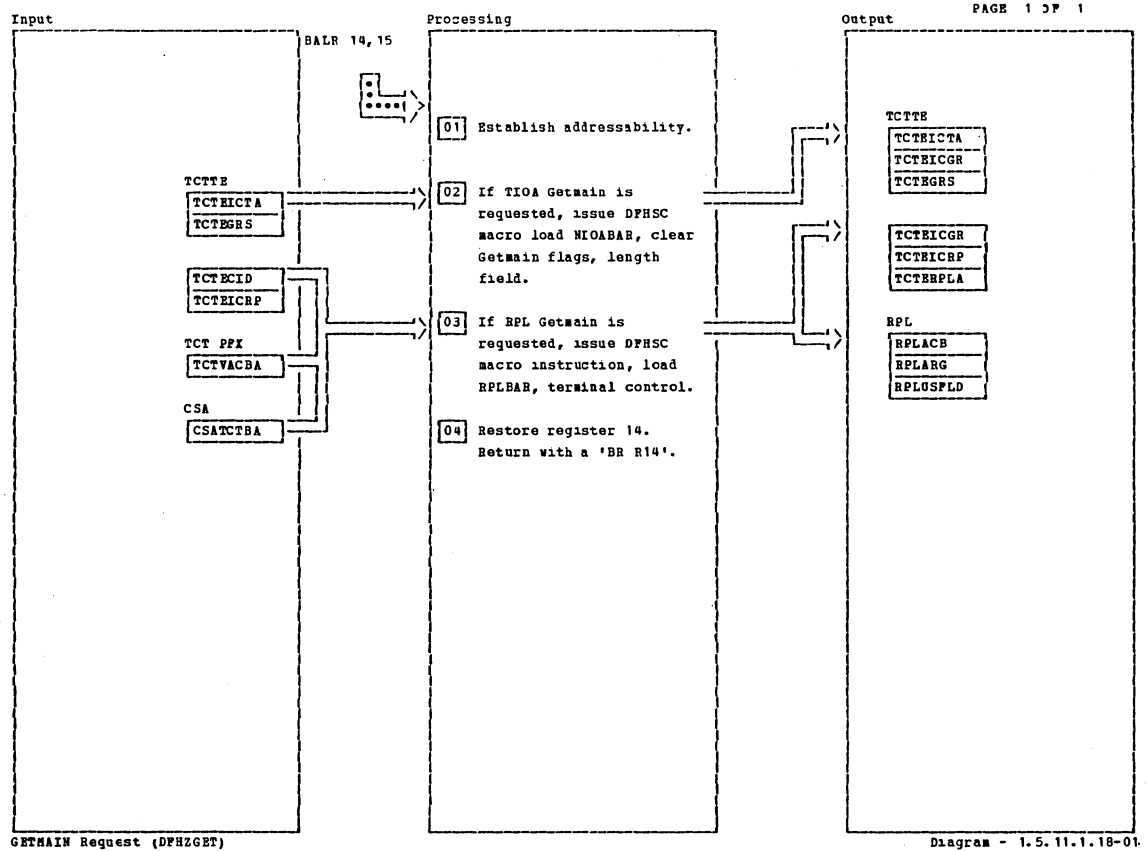 PAGE 1 OF 1
Input
Processing
Output
BALR 14,15
01 Establish addressability.
TCTTE
TCTEICTA
TCTEGRS
TCTECID
TCTEICRP
TCT PFX
TCTVACBA
CSA
CSATCTBA
02 If TIOA Getmain is
requested, issue DFHSC
macro load NIOABAR, clear
Getmain flags, length
field.
03 If RPL Getmain is
requested, issue DFHSC
macro instruction, load
RPLBAR, terminal control.
04 Restore register 14.
Return with a 'BR R14'.
TCTTE
TCTEICTA
TCTEICGR
TCTEGRS
TCTEICGR
TCTEICRP
TCTERPLA
RPL
RPLACB
RPLARG
RPLUSFLD
GETMAIN Request (DFHZGET)
Diagram - 1.5.11.1.18-01